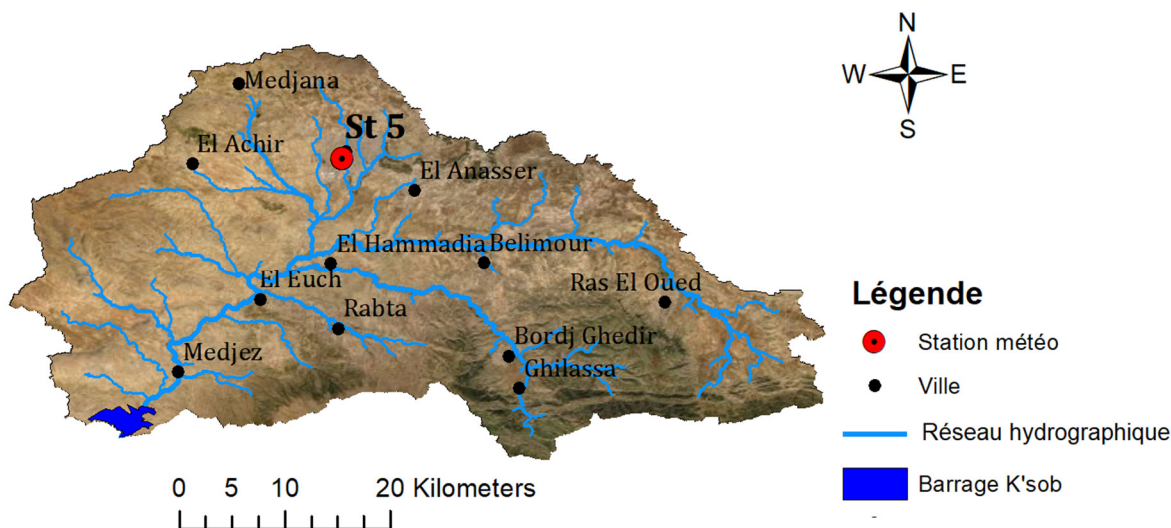 N
W E
S
Medjana
St 5
El Achir
El Anasser
El Hammadia
Belimour
El Euch
Ras El Oued
Rabta
Bordj Ghedir
Medjez
Ghilassa
0 5 10 20 Kilometers
Légende
Station météo
Ville
Réseau hydrographique
Barrage K'sob